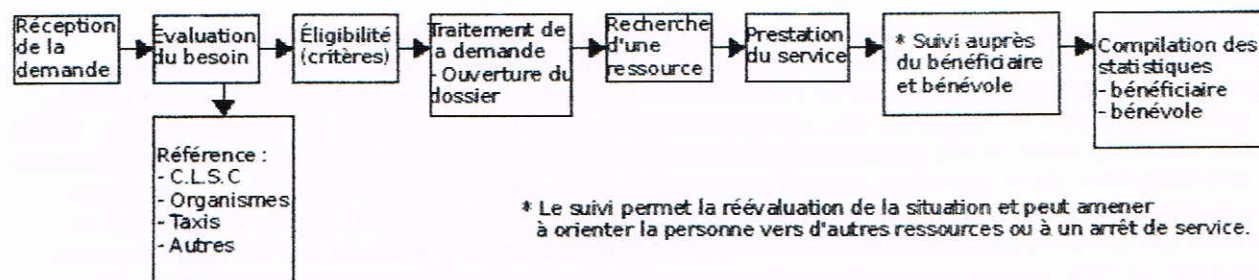 Réception
de la
demande
Évaluation
du besoin
Éligibilité
(critères)
Traitement de
la demande
- Ouverture du
dossier
Recherche
d'une
ressource
Prestation
du service
* Suivi auprès
du bénéficiaire
et bénévole
Compilation des
statistiques
- bénéficiaire
- bénévole
Référence :
- C.L.S.C
- Organismes
- Taxis
- Autres
* Le suivi permet la réévaluation de la situation et peut amener
à orienter la personne vers d'autres ressources ou à un arrêt de service.